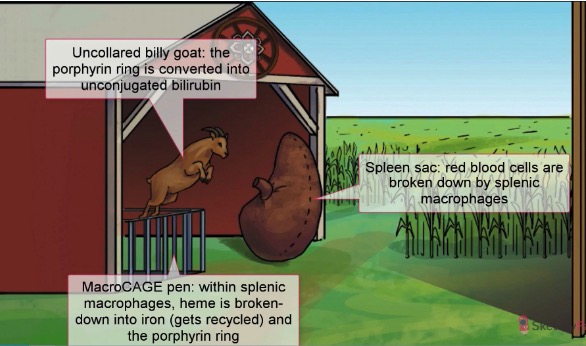 Uncollared billy goat: the
porphyrin ring is converted into
unconjugated bilirubin
Spleen sac: red blood cells are
broken down by splenic
macrophages
MacroCAGE pen: within splenic
macrophages, heme is broken-
down into iron (gets recycled) and
the porphyrin ring